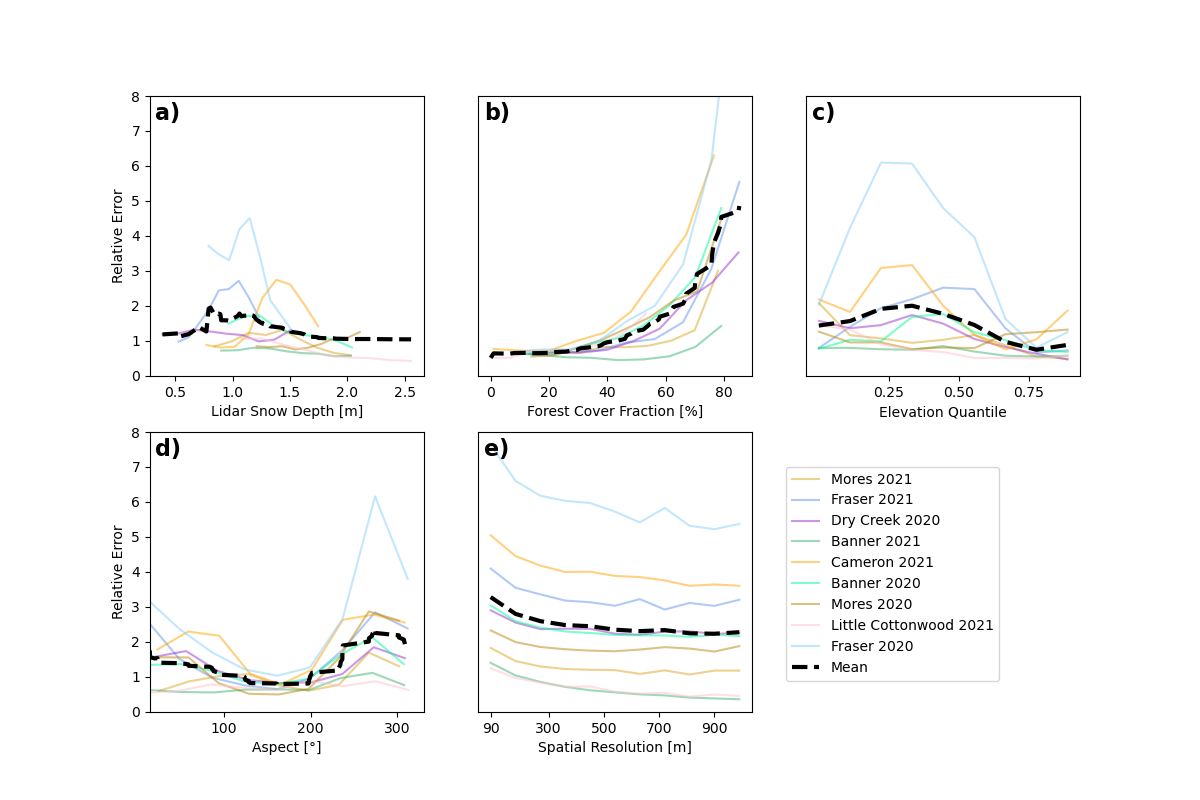 a)
8
7
6
5
4
3
2
1
0
Relative Error
0.5 1.0 1.5 2.0 2.5
Lidar Snow Depth [m]
b)
0 20 40 60 80
Forest Cover Fraction [%]
c)
0.25 0.50 0.75
Elevation Quantile
d)
8
7
6
5
4
3
2
1
0
Relative Error
100 200 300
Aspect [°]
e)
90 300 500 700 900
Spatial Resolution [m]
Mores 2021
Fraser 2021
Dry Creek 2020
Banner 2021
Cameron 2021
Banner 2020
Mores 2020
Little Cottonwood 2021
Fraser 2020
Mean